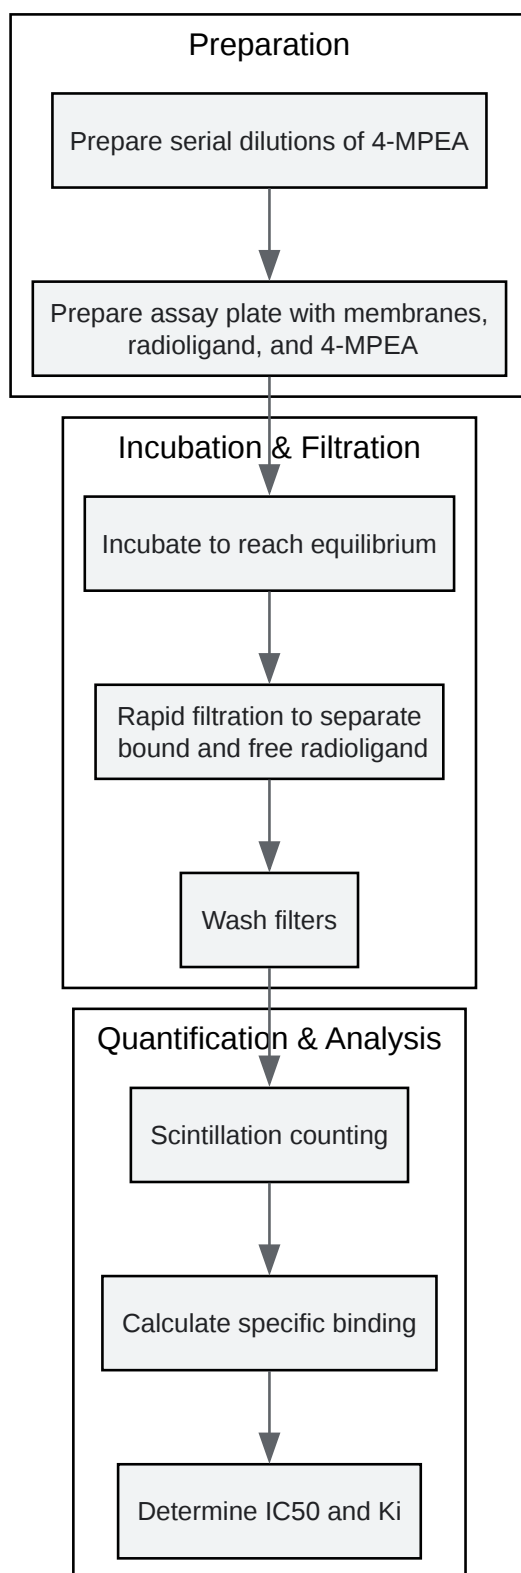 Preparation
Prepare serial dilutions of 4-MPEA
Prepare assay plate with membranes,
radioligand, and 4-MPEA
Incubation & Filtration
Incubate to reach equilibrium
Rapid filtration to separate
bound and free radioligand
Wash filters
Quantification & Analysis
Scintillation counting
Calculate specific binding
Determine IC50 and Ki